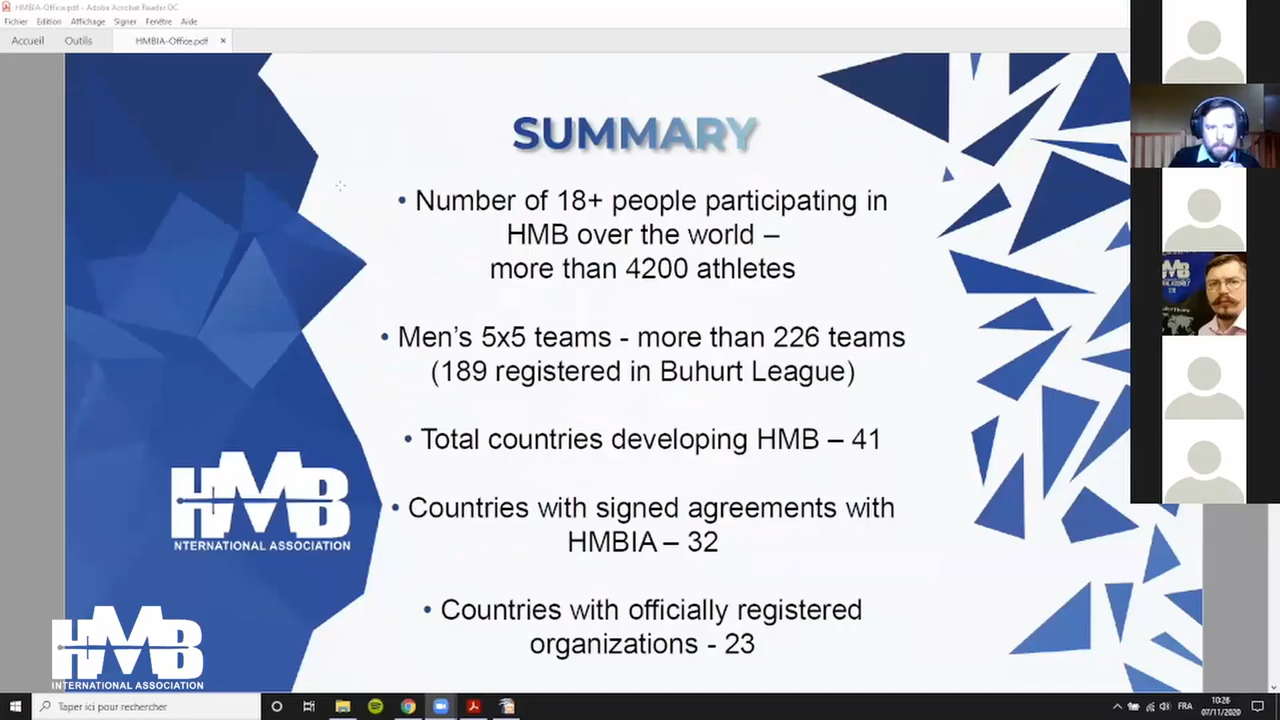 HMBIA-Office.pdf - Adobe Acrobat Reader DC
Fichier Edition Affichage Signer Fenêtre Aide
Accueil Outils HMBIA-Office.pdf ×
SUMMARY
• Number of 18+ people participating in
HMB over the world –
more than 4200 athletes
• Men's 5x5 teams - more than 226 teams
(189 registered in Buhurt League)
• Total countries developing HMB – 41
• Countries with signed agreements with
HMBIA – 32
• Countries with officially registered
organizations - 23
HMB
NTERNATIONAL ASSOCIATION
HMB
INTERNATIONAL ASSOCIATION
Taper ici pour rechercher
FRA
10:26
07/11/2020